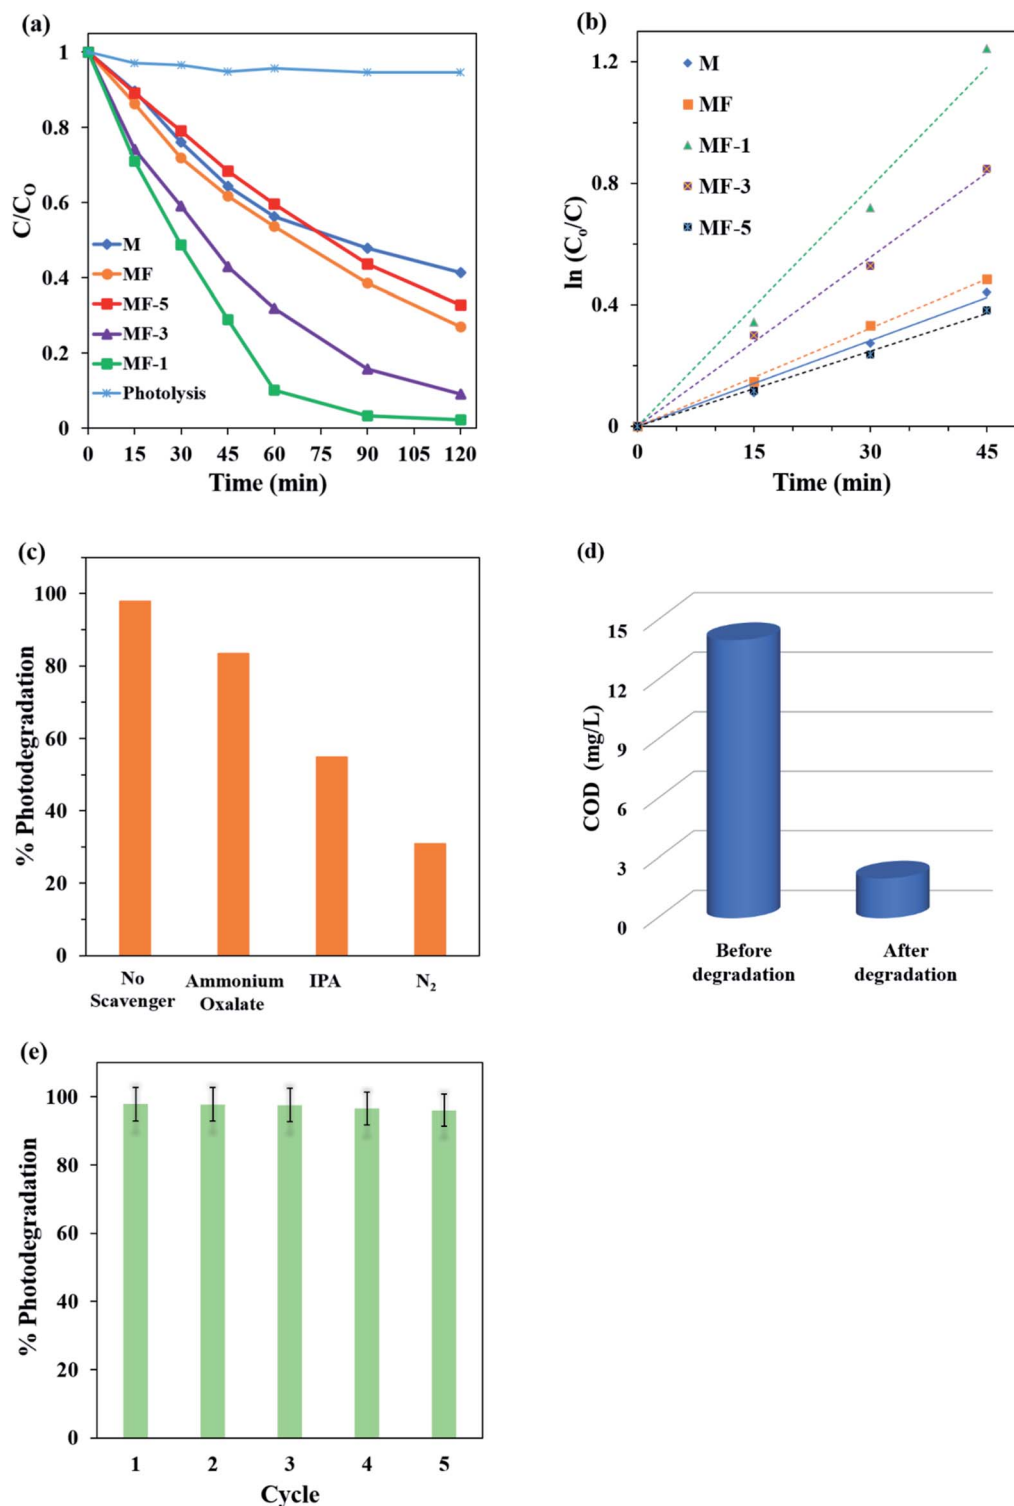 (a)
1
0.8
0.6
0.4
0.2
0
C/C₀
M
MF
MF-5
MF-3
MF-1
Photolysis
0 15 30 45 60 75 90 105 120
Time (min)
(b)
1.2
0.8
0.4
0
ln (Cₒ/C)
M
MF
MF-1
MF-3
MF-5
0 15 30 45
Time (min)
(c)
100
80
60
40
20
0
% Photodegradation
No
Scavenger
Ammonium
Oxalate
IPA
N₂
(d)
15
12
9
6
3
0
COD (mg/L)
Before
degradation
After
degradation
(e)
100
80
60
40
20
0
% Photodegradation
1 2 3 4 5
Cycle